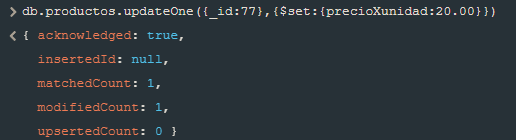 > db.productos.updateOne({_id:77},{$set:{precioXunidad:20.00}})
< { acknowledged: true,
insertedId: null,
matchedCount: 1,
modifiedCount: 1,
upsertedCount: 0 }